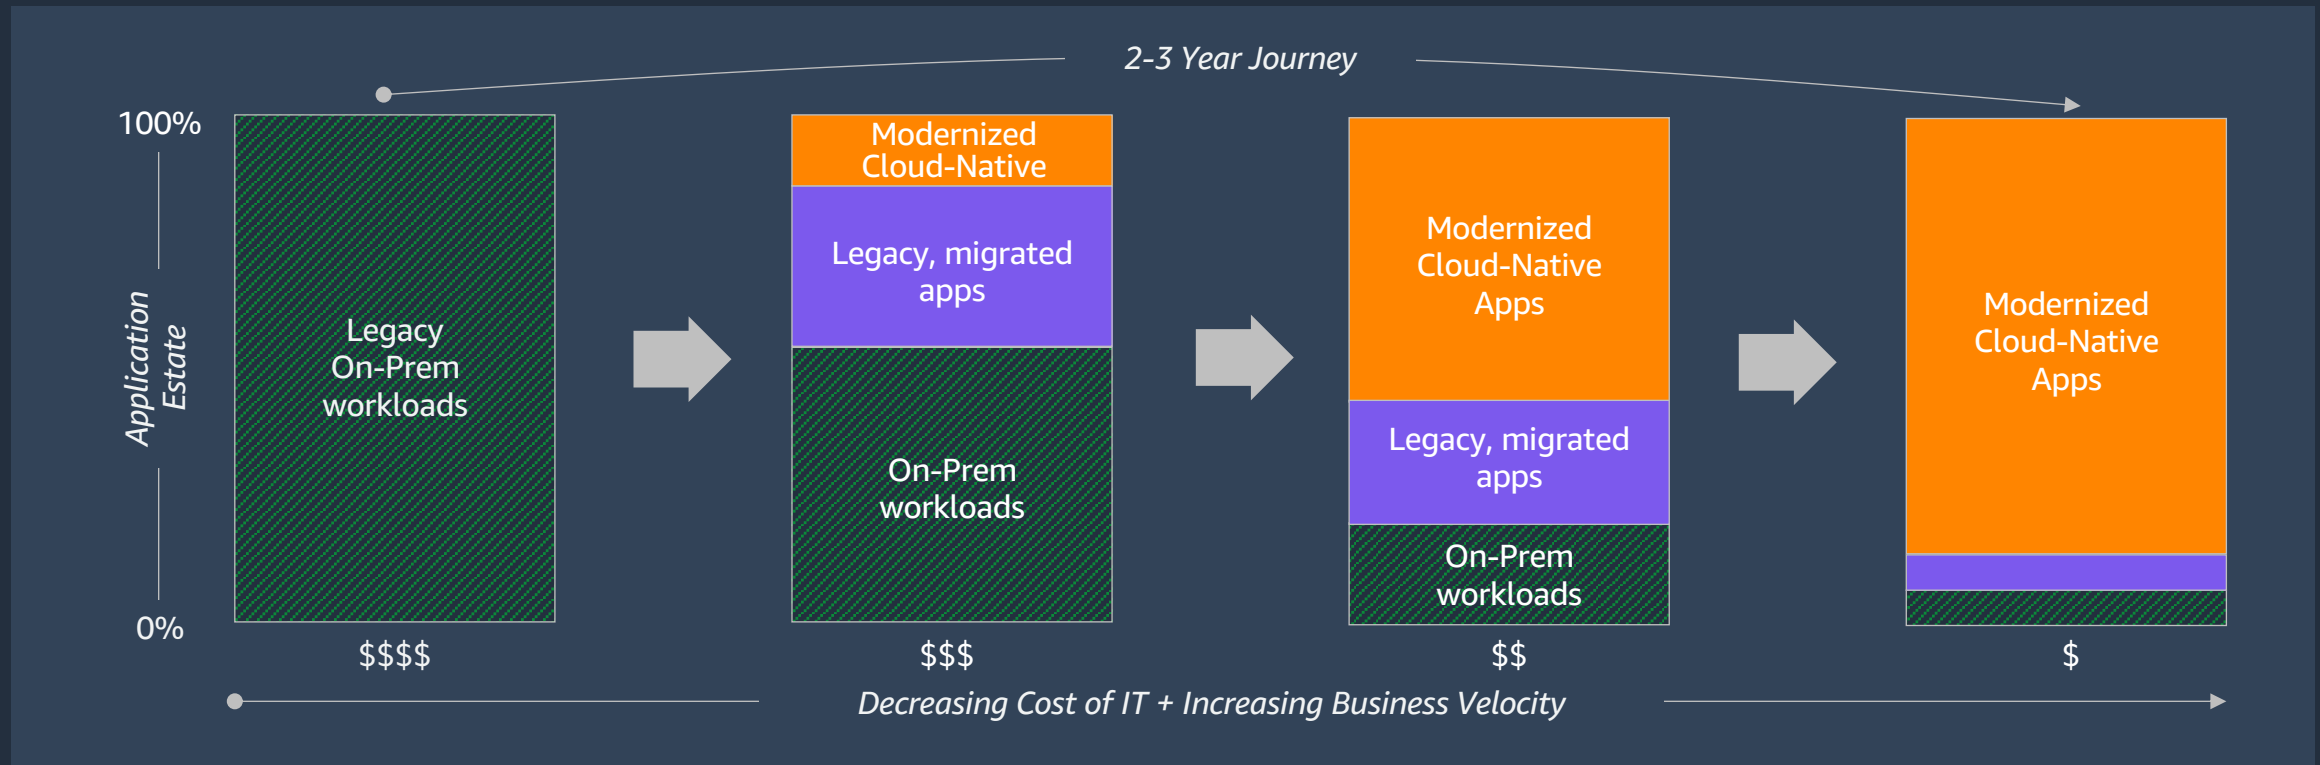 2-3 Year Journey
100%
Application
Estate
0%
Legacy
On-Prem
workloads
$$$$
Modernized
Cloud-Native
Legacy, migrated
apps
On-Prem
workloads
$$$
Modernized
Cloud-Native
Apps
Legacy, migrated
apps
On-Prem
workloads
$$
Modernized
Cloud-Native
Apps
$
Decreasing Cost of IT + Increasing Business Velocity